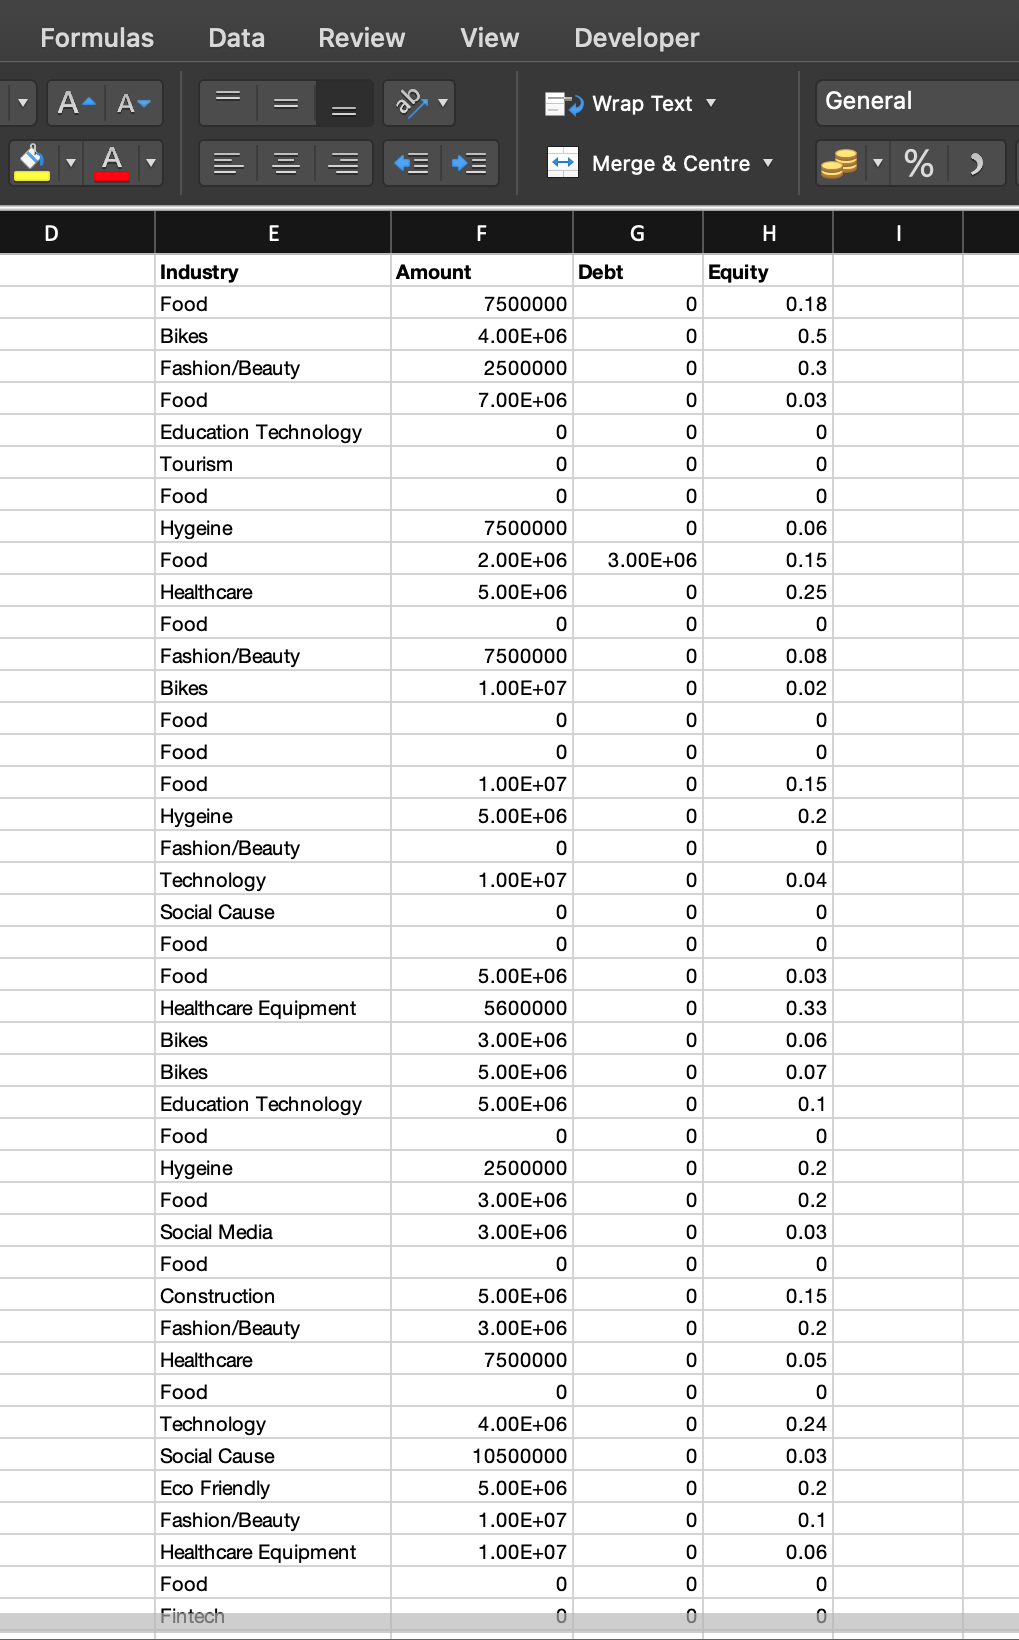 Formulas Data Review View Developer
A A ab Wrap Text General
A Merge & Centre %
D E F G H I
Industry Amount Debt Equity
Food 7500000 0 0.18
Bikes 4.00E+06 0 0.5
Fashion/Beauty 2500000 0 0.3
Food 7.00E+06 0 0.03
Education Technology 0 0 0
Tourism 0 0 0
Food 0 0 0
Hygeine 7500000 0 0.06
Food 2.00E+06 3.00E+06 0.15
Healthcare 5.00E+06 0 0.25
Food 0 0 0
Fashion/Beauty 7500000 0 0.08
Bikes 1.00E+07 0 0.02
Food 0 0 0
Food 0 0 0
Food 1.00E+07 0 0.15
Hygeine 5.00E+06 0 0.2
Fashion/Beauty 0 0 0
Technology 1.00E+07 0 0.04
Social Cause 0 0 0
Food 0 0 0
Food 5.00E+06 0 0.03
Healthcare Equipment 5600000 0 0.33
Bikes 3.00E+06 0 0.06
Bikes 5.00E+06 0 0.07
Education Technology 5.00E+06 0 0.1
Food 0 0 0
Hygeine 2500000 0 0.2
Food 3.00E+06 0 0.2
Social Media 3.00E+06 0 0.03
Food 0 0 0
Construction 5.00E+06 0 0.15
Fashion/Beauty 3.00E+06 0 0.2
Healthcare 7500000 0 0.05
Food 0 0 0
Technology 4.00E+06 0 0.24
Social Cause 10500000 0 0.03
Eco Friendly 5.00E+06 0 0.2
Fashion/Beauty 1.00E+07 0 0.1
Healthcare Equipment 1.00E+07 0 0.06
Food 0 0 0
Fintech 0 0 0